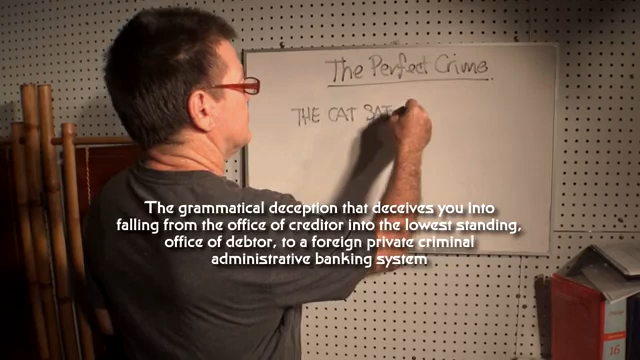 The Perfect Crime
THE CAT SAT
The grammatical deception that deceives you into
falling from the office of creditor into the lowest standing,
office of debtor, to a foreign private criminal
administrative banking system
16